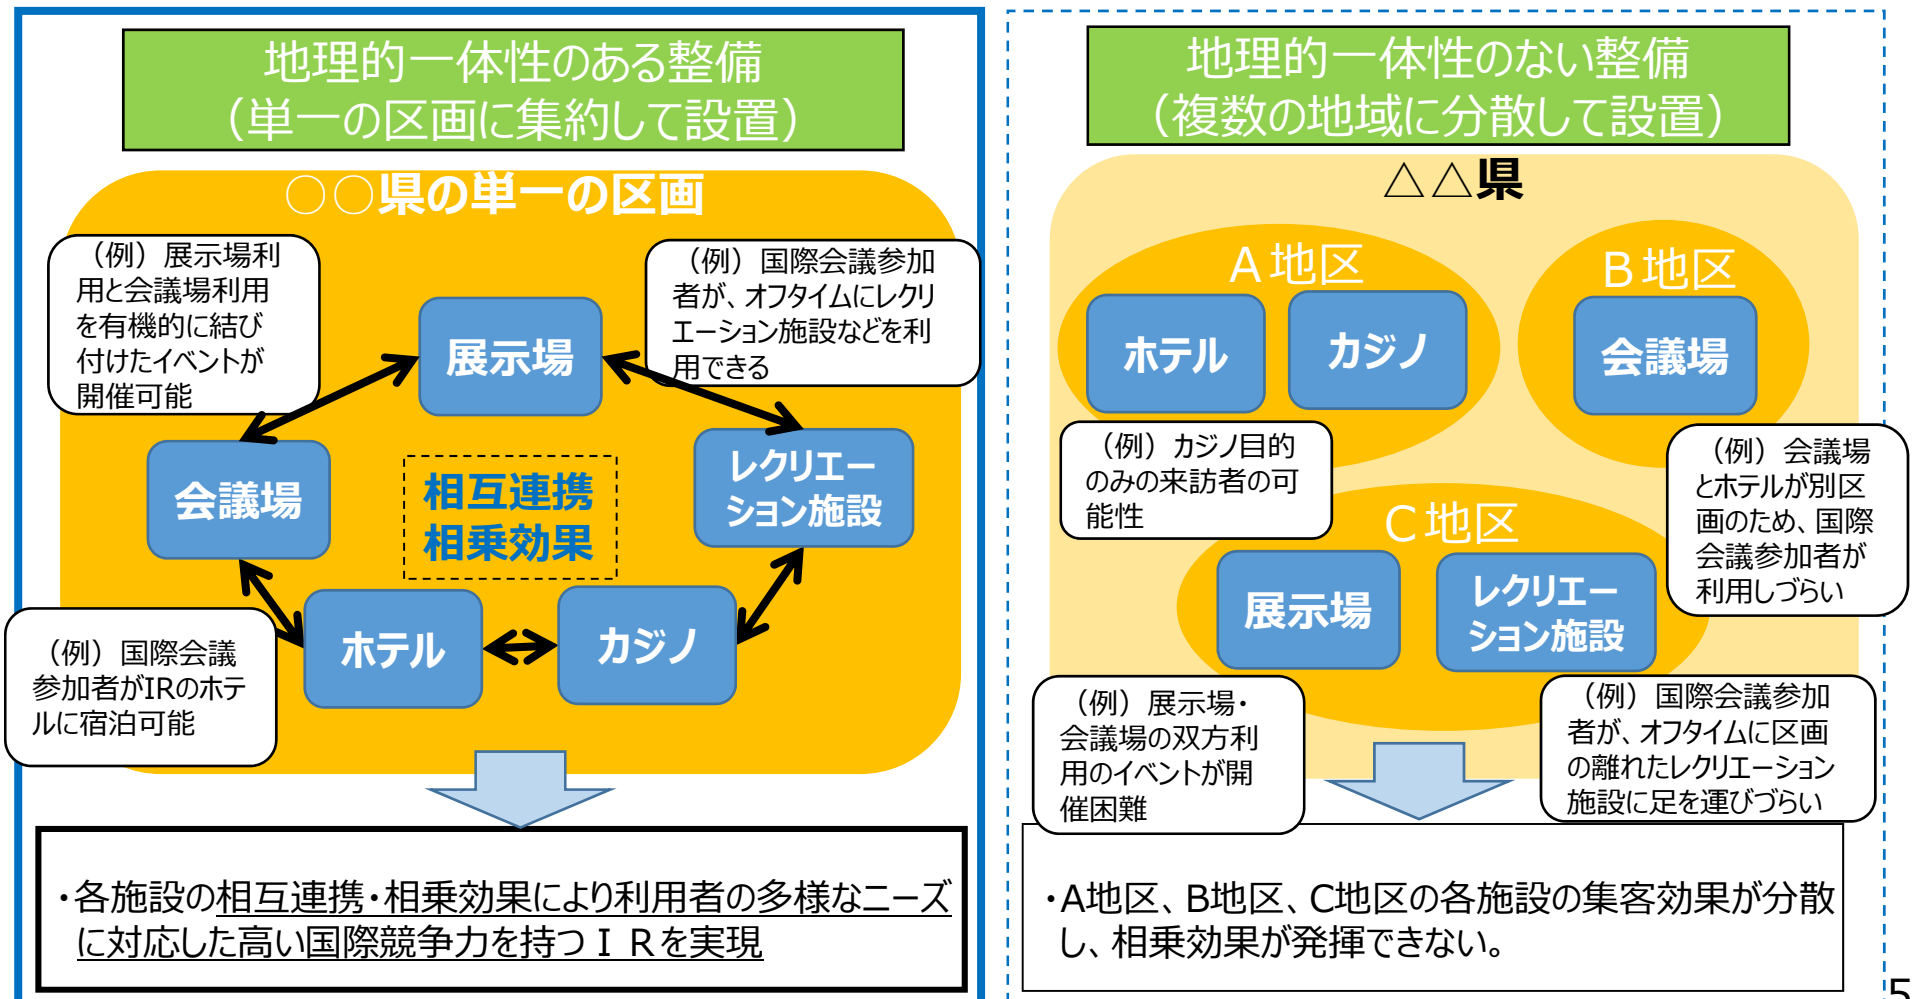 地理的一体性のある整備
（単一の区画に集約して設置）
○○県の単一の区画
（例）展示場利
用と会議場利用
を有機的に結び
付けたイベントが
開催可能
（例）国際会議参加
者が、オフタイムにレクリ
エーション施設などを利
用できる
展示場
会議場
相互連携
相乗効果
レクリエー
ション施設
ホテル
カジノ
（例）国際会議
参加者がIRのホテ
ルに宿泊可能
・各施設の相互連携・相乗効果により利用者の多様なニーズ
に対応した高い国際競争力を持つＩＲを実現
地理的一体性のない整備
（複数の地域に分散して設置）
△△県
A地区
ホテル
カジノ
（例）カジノ目的
のみの来訪者の可
能性
B地区
会議場
（例）会議場
とホテルが別区
画のため、国際
会議参加者が
利用しづらい
C地区
展示場
レクリエー
ション施設
（例）展示場・
会議場の双方利
用のイベントが開
催困難
（例）国際会議参加
者が、オフタイムに区画
の離れたレクリエーション
施設に足を運びづらい
・A地区、B地区、C地区の各施設の集客効果が分散
し、相乗効果が発揮できない。
5